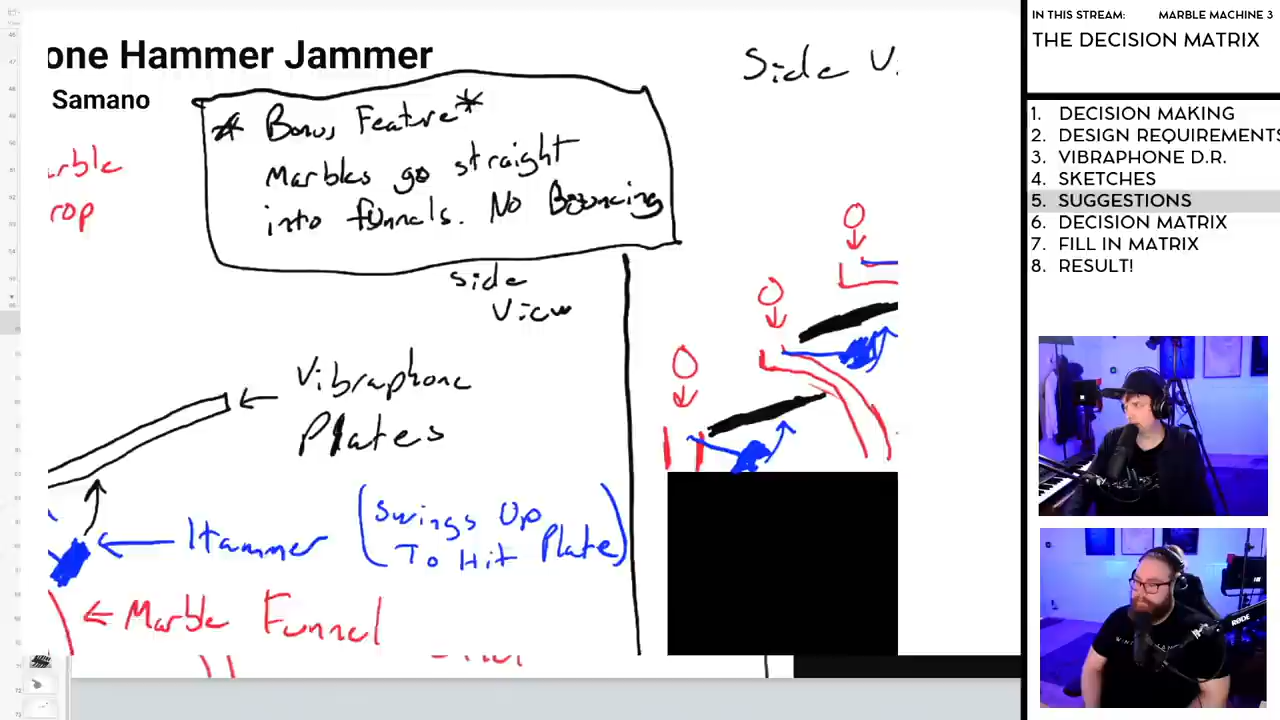 one Hammer Jammer
Samano
* Bonus Feature *
Marbles go straight
into funnals. No Bouncing
rble
rop
side
View
Side V
Vibraphone
Plates
Hammer (Swings Up
To Hit Plate)
Marble Funnel
IN THIS STREAM: MARBLE MACHINE 3
THE DECISION MATRIX
1. DECISION MAKING
2. DESIGN REQUIREMENTS
3. VIBRAPHONE D.R.
4. SKETCHES
5. SUGGESTIONS
6. DECISION MATRIX
7. FILL IN MATRIX
8. RESULT!
RODE